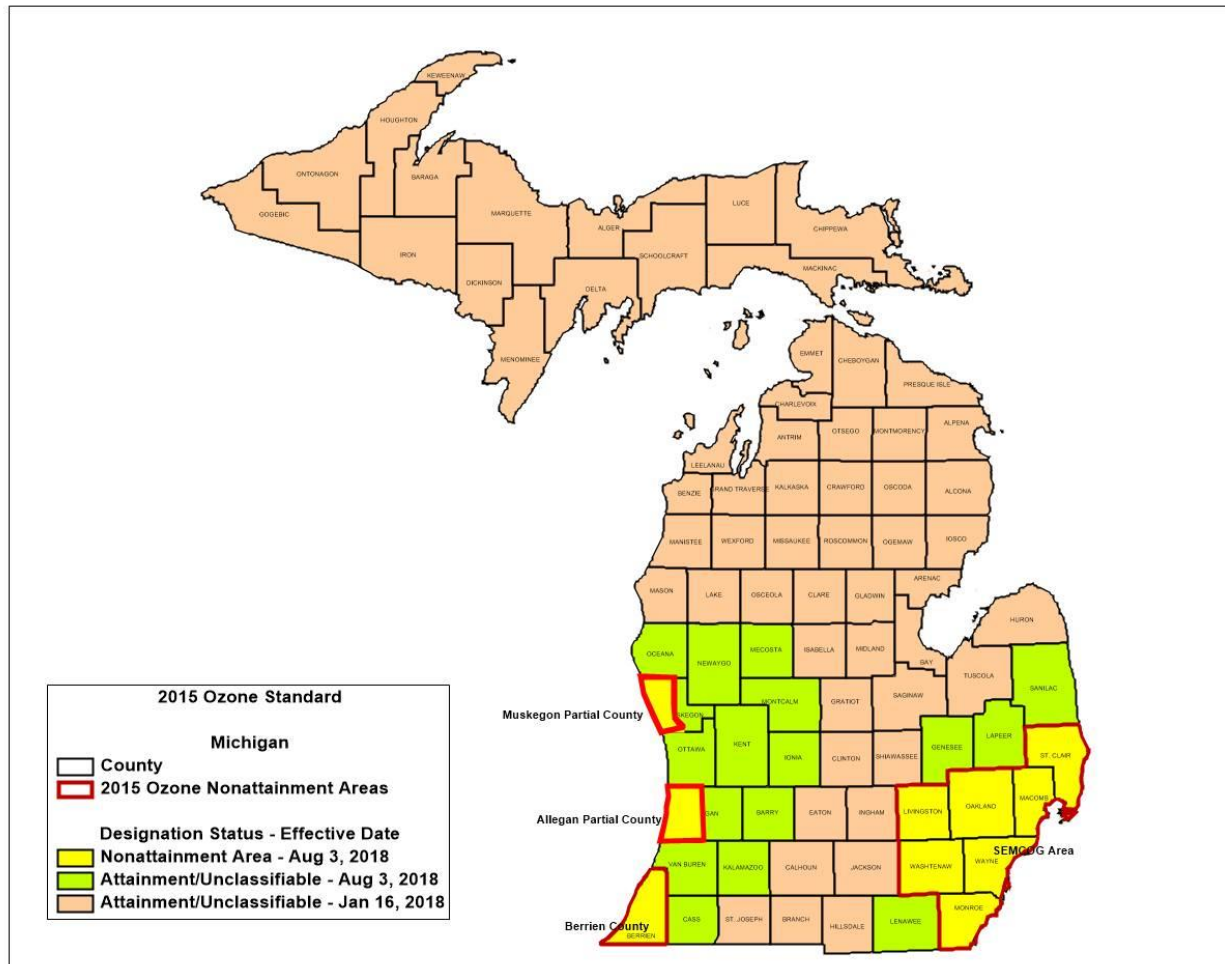 KEWEENAW
HOUGHTON
ONTONAGON
BARAGA
GOGEBIC
MARQUETTE
LUCE
ALGER
CHIPPEWA
SCHOOLCRAFT
IRON
MACKINAC
DICKINSON
DELTA
MENOMINEE
EMMET
CHEBOYGAN
PRESQUE ISLE
CHARLEVOIX
ANTRIM
OTSEGO
MONTMORENCY
ALPENA
LEELANAU
BENZIE
RAND TRAVERSE
KALKASKA
CRAWFORD
OSCODA
ALCONA
MANISTEE
WEXFORD
MISSAUKEE
ROSCOMMON
OGEMAW
IOSCO
ARENAC
MASON
LAKE
OSCEOLA
CLARE
GLADWIN
HURON
OCEANA
NEWAYGO
MECOSTA
ISABELLA
MIDLAND
BAY
TUSCOLA
SANILAC
Muskegon Partial County
SKEGON
MONTCALM
GRATIOT
SAGINAW
OTTAWA
KENT
IONIA
CLINTON
SHIAWASSEE
GENESEE
LAPEER
ST. CLAIR
Allegan Partial County
GAN
BARRY
EATON
INGHAM
LIVINGSTON
OAKLAND
MACOMB
SEMCOG Area
VAN BUREN
KALAMAZOO
CALHOUN
JACKSON
WASHTENAW
WAYNE
Berrien County
BERRIEN
CASS
ST. JOSEPH
BRANCH
HILLSDALE
LENAWEE
MONROE
2015 Ozone Standard
Michigan
County
2015 Ozone Nonattainment Areas
Designation Status - Effective Date
Nonattainment Area - Aug 3, 2018
Attainment/Unclassifiable - Aug 3, 2018
Attainment/Unclassifiable - Jan 16, 2018